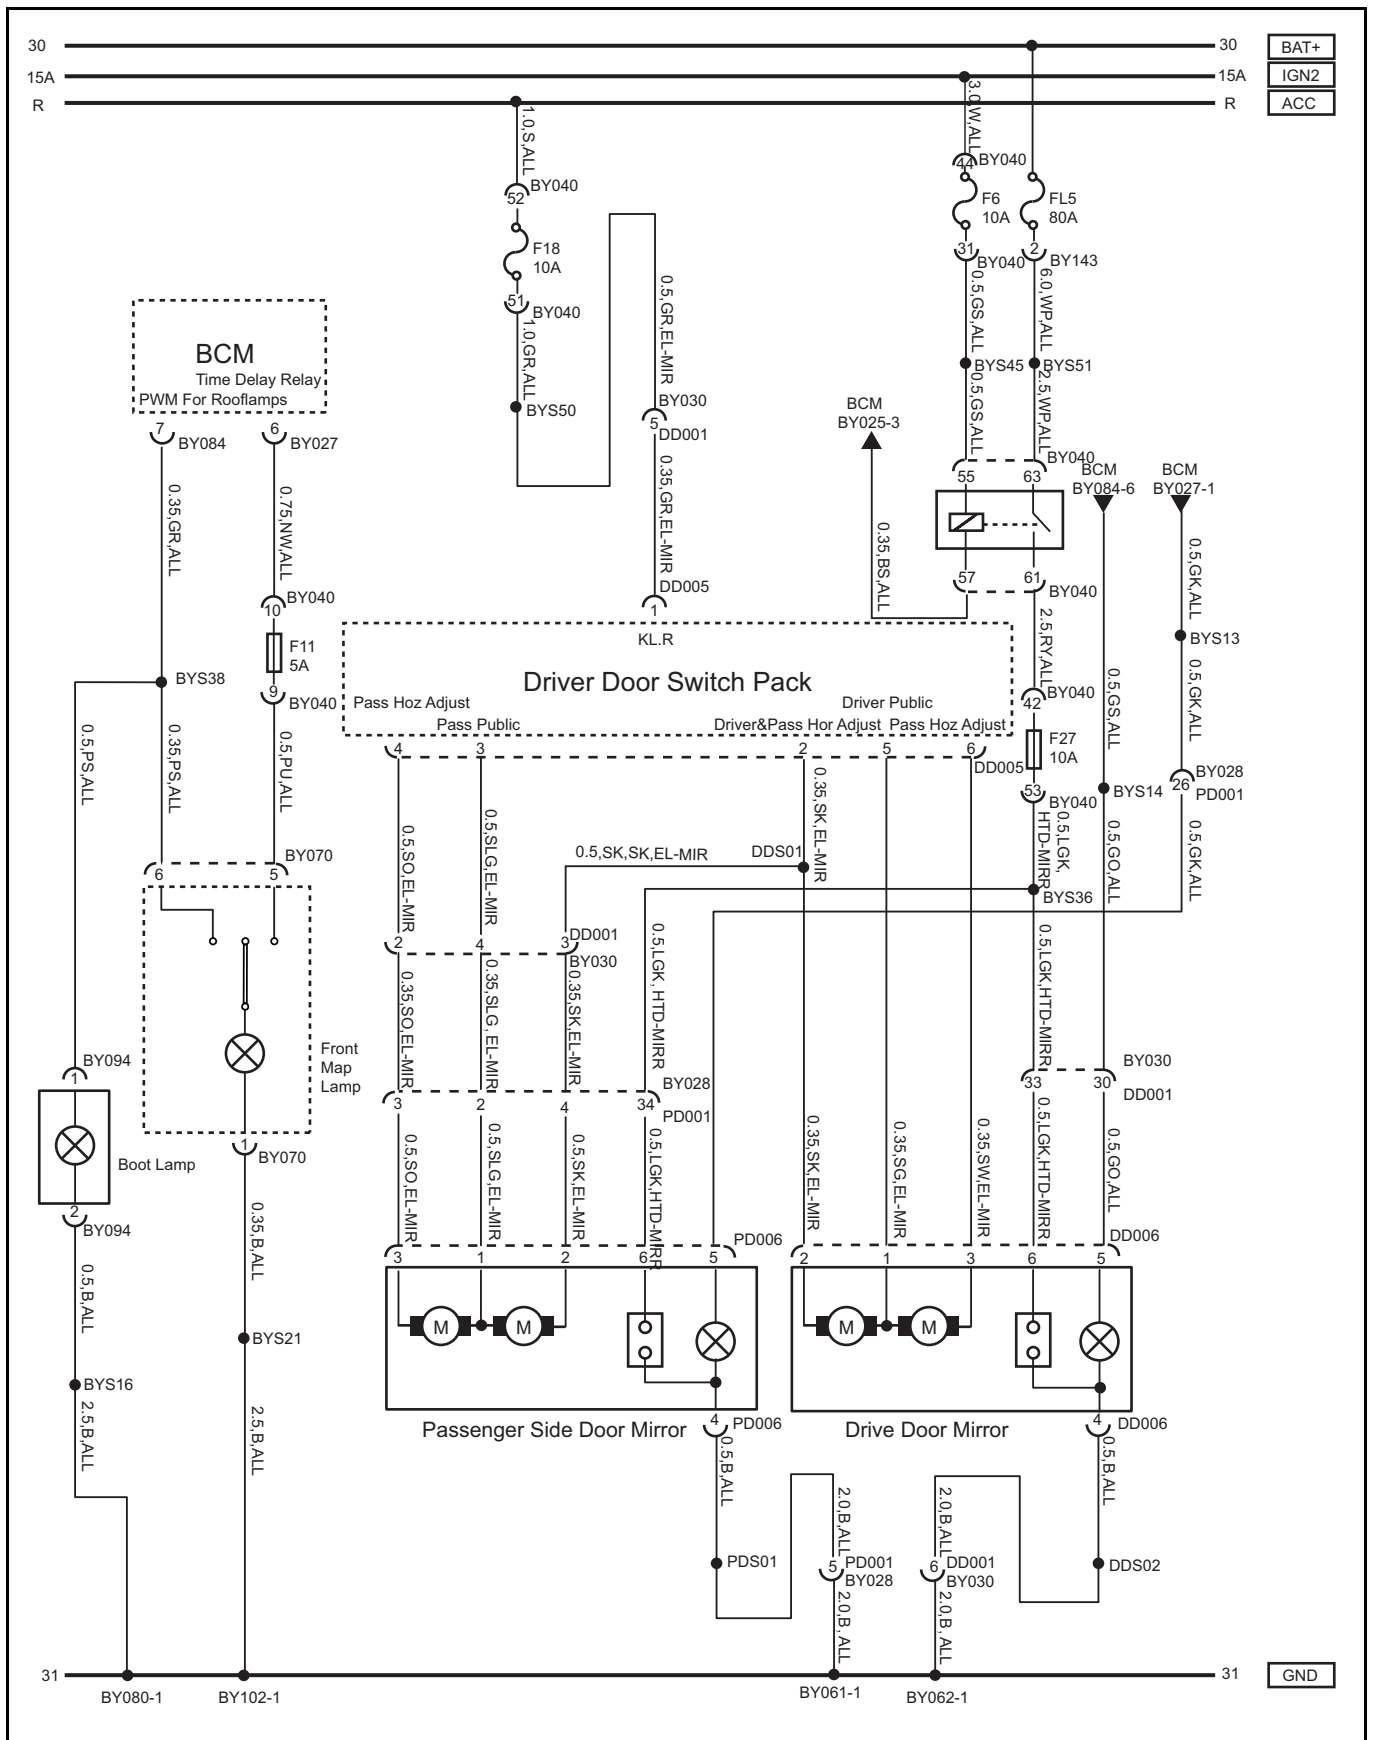 30
30
BAT+
15A
15A
IGN2
R
R
ACC
1.0,S,ALL
3.0,W,ALL
BY040
52
44
BY040
F18
10A
F6
10A
FL5
80A
51
BY040
31
BY040
2
BY143
1.0,GR,ALL
BYS50
0.5,GR,EL-MIR
0.5,GS,ALL
6.0,WP,ALL
BYS45
BYS51
0.5,GS,ALL
2.5,WP,ALL
BCM
Time Delay Relay
PWM For Rooflamps
7
BY084
6
BY027
BY030
5
DD001
BCM
BY025-3
BY040
55
63
BCM
BY084-6
BCM
BY027-1
0.35,GR,ALL
0.75,NW,ALL
0.35,GR,EL-MIR
0.35,BS,ALL
0.5,GK,ALL
57
61
BY040
DD005
1
BY040
10
F11
5A
9
BY040
BYS38
2.5,RY,ALL
BYS13
KL.R
Driver Door Switch Pack
Pass Hoz Adjust
Driver Public
Pass Public
Driver&Pass Hor Adjust
Pass Hoz Adjust
0.5,GS,ALL
0.5,GK,ALL
BY040
42
F27
10A
53
BY040
4
3
2
5
6
DD005
BY028
26
PD001
BYS14
0.5,PS,ALL
0.35,PS,ALL
0.5,PU,ALL
0.5,SO,EL-MIR
0.5,SLG,EL-MIR
0.35,SK,EL-MIR
0.5,LGK,
HTD-MIRR
0.5,GO,ALL
0.5,GK,ALL
0.5,SK,SK,EL-MIR
DDS01
BYS36
BY070
6
5
2
4
3
DD001
BY030
0.35,SO,EL-MIR
0.35,SLG, EL-MIR
0.35,SK,EL-MIR
0.5,LGK, HTD-MIRR
0.5,LGK,HTD-MIRR
Front
Map
Lamp
BY094
1
BY030
33
30
DD001
BY028
3
2
4
34
PD001
Boot Lamp
1
BY070
2
BY094
0.5,SO,EL-MIR
0.5,SLG,EL-MIR
0.5,SK,EL-MIR
0.5,LGK,HTD-MIRR
0.35,SK,EL-MIR
0.35,SG,EL-MIR
0.35,SW,EL-MIR
0.5,LGK,HTD-MIRR
0.5,GO,ALL
PD006
3
1
2
6
5
DD006
2
1
3
6
5
0.5,B,ALL
0.35,B,ALL
M
M
M
M
BYS21
BYS16
2.5,B,ALL
2.5,B,ALL
Passenger Side Door Mirror
4
PD006
Drive Door Mirror
4
DD006
0.5,B,ALL
0.5,B,ALL
2.0,B,ALL
2.0,B,ALL
PDS01
5
PD001
BY028
6
DD001
BY030
DDS02
2.0,B, ALL
2.0,B, ALL
31
31
GND
BY080-1
BY102-1
BY061-1
BY062-1